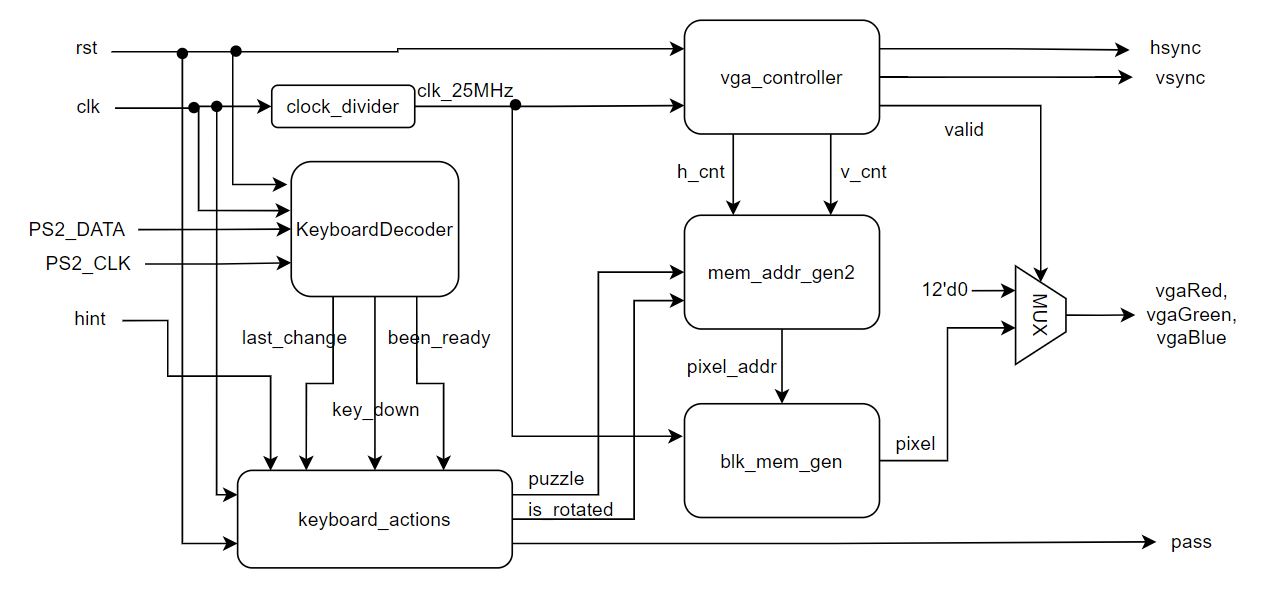 rst
vga_controller
hsync
vsync
clk
clock_divider
clk_25MHz
valid
h_cnt
v_cnt
PS2_DATA
KeyboardDecoder
PS2_CLK
mem_addr_gen2
12'd0
MUX
vgaRed,
vgaGreen,
vgaBlue
hint
last_change
been_ready
key_down
pixel_addr
blk_mem_gen
pixel
puzzle
is_rotated
keyboard_actions
pass